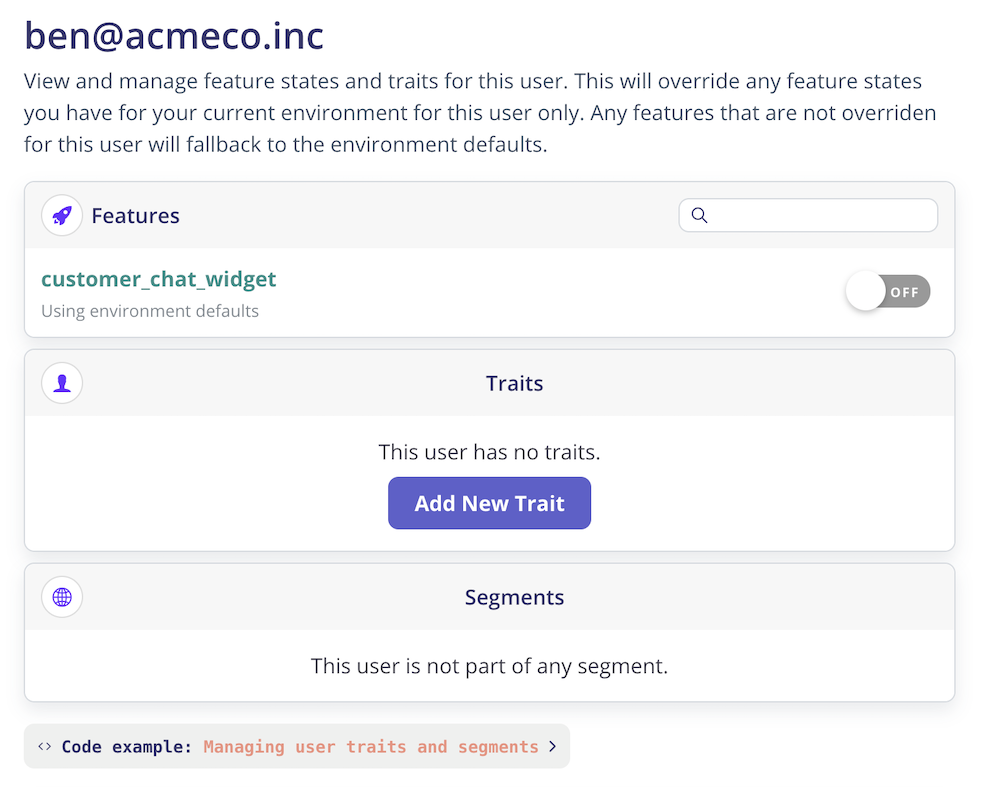 ben@acmeco.inc
View and manage feature states and traits for this user. This will override any feature states
you have for your current environment for this user only. Any features that are not overriden
for this user will fallback to the environment defaults.
Features
customer_chat_widget
OFF
Using environment defaults
Traits
This user has no traits.
Add New Trait
Segments
This user is not part of any segment.
<> Code example: Managing user traits and segments >